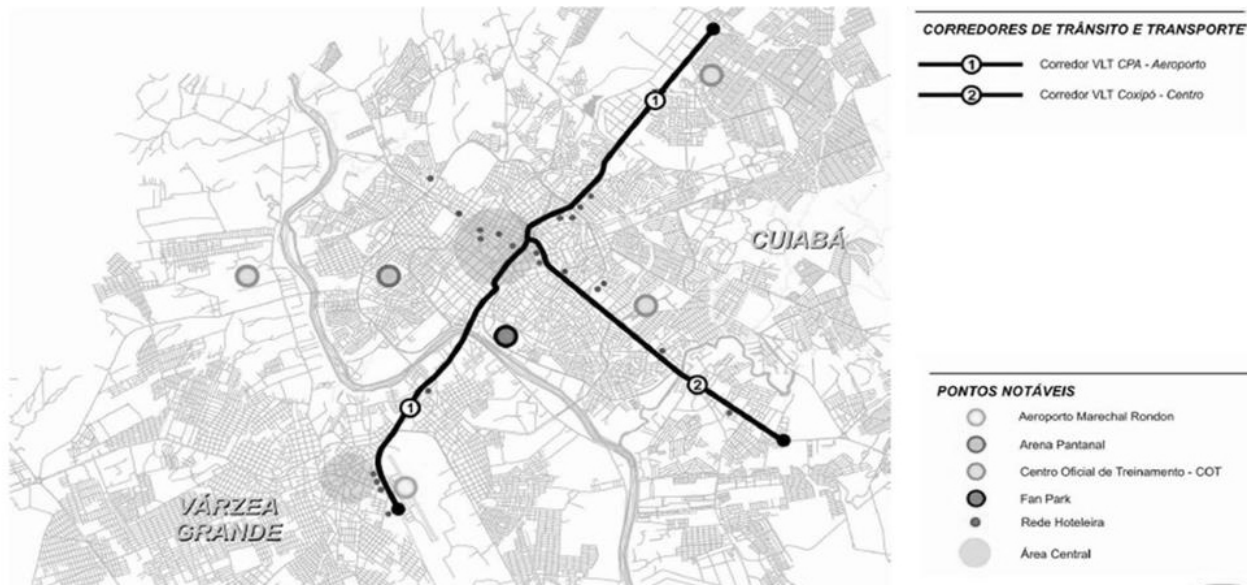 CORREDORES DE TRÂNSITO E TRANSPORTE
1 Corredor VLT CPA - Aeroporto
2 Corredor VLT Coxipó - Centro
1
CUIABÁ
2
1
VÁRZEA
GRANDE
PONTOS NOTÁVEIS
Aeroporto Marechal Rondon
Arena Pantanal
Centro Oficial de Treinamento - COT
Fan Park
Rede Hoteleira
Área Central